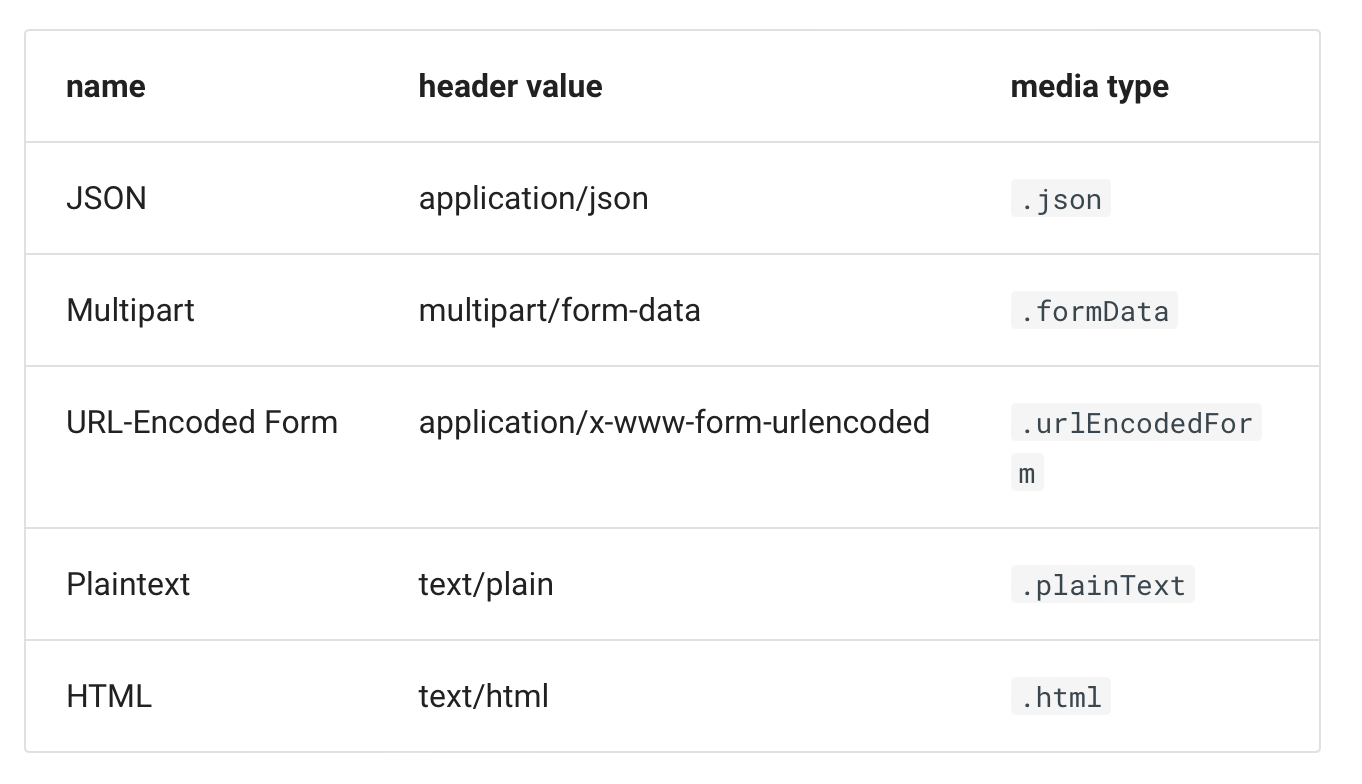 name header value media type
JSON application/json .json
Multipart multipart/form-data .formData
URL-Encoded Form application/x-www-form-urlencoded .urlEncodedFor
m
Plaintext text/plain .plainText
HTML text/html .html